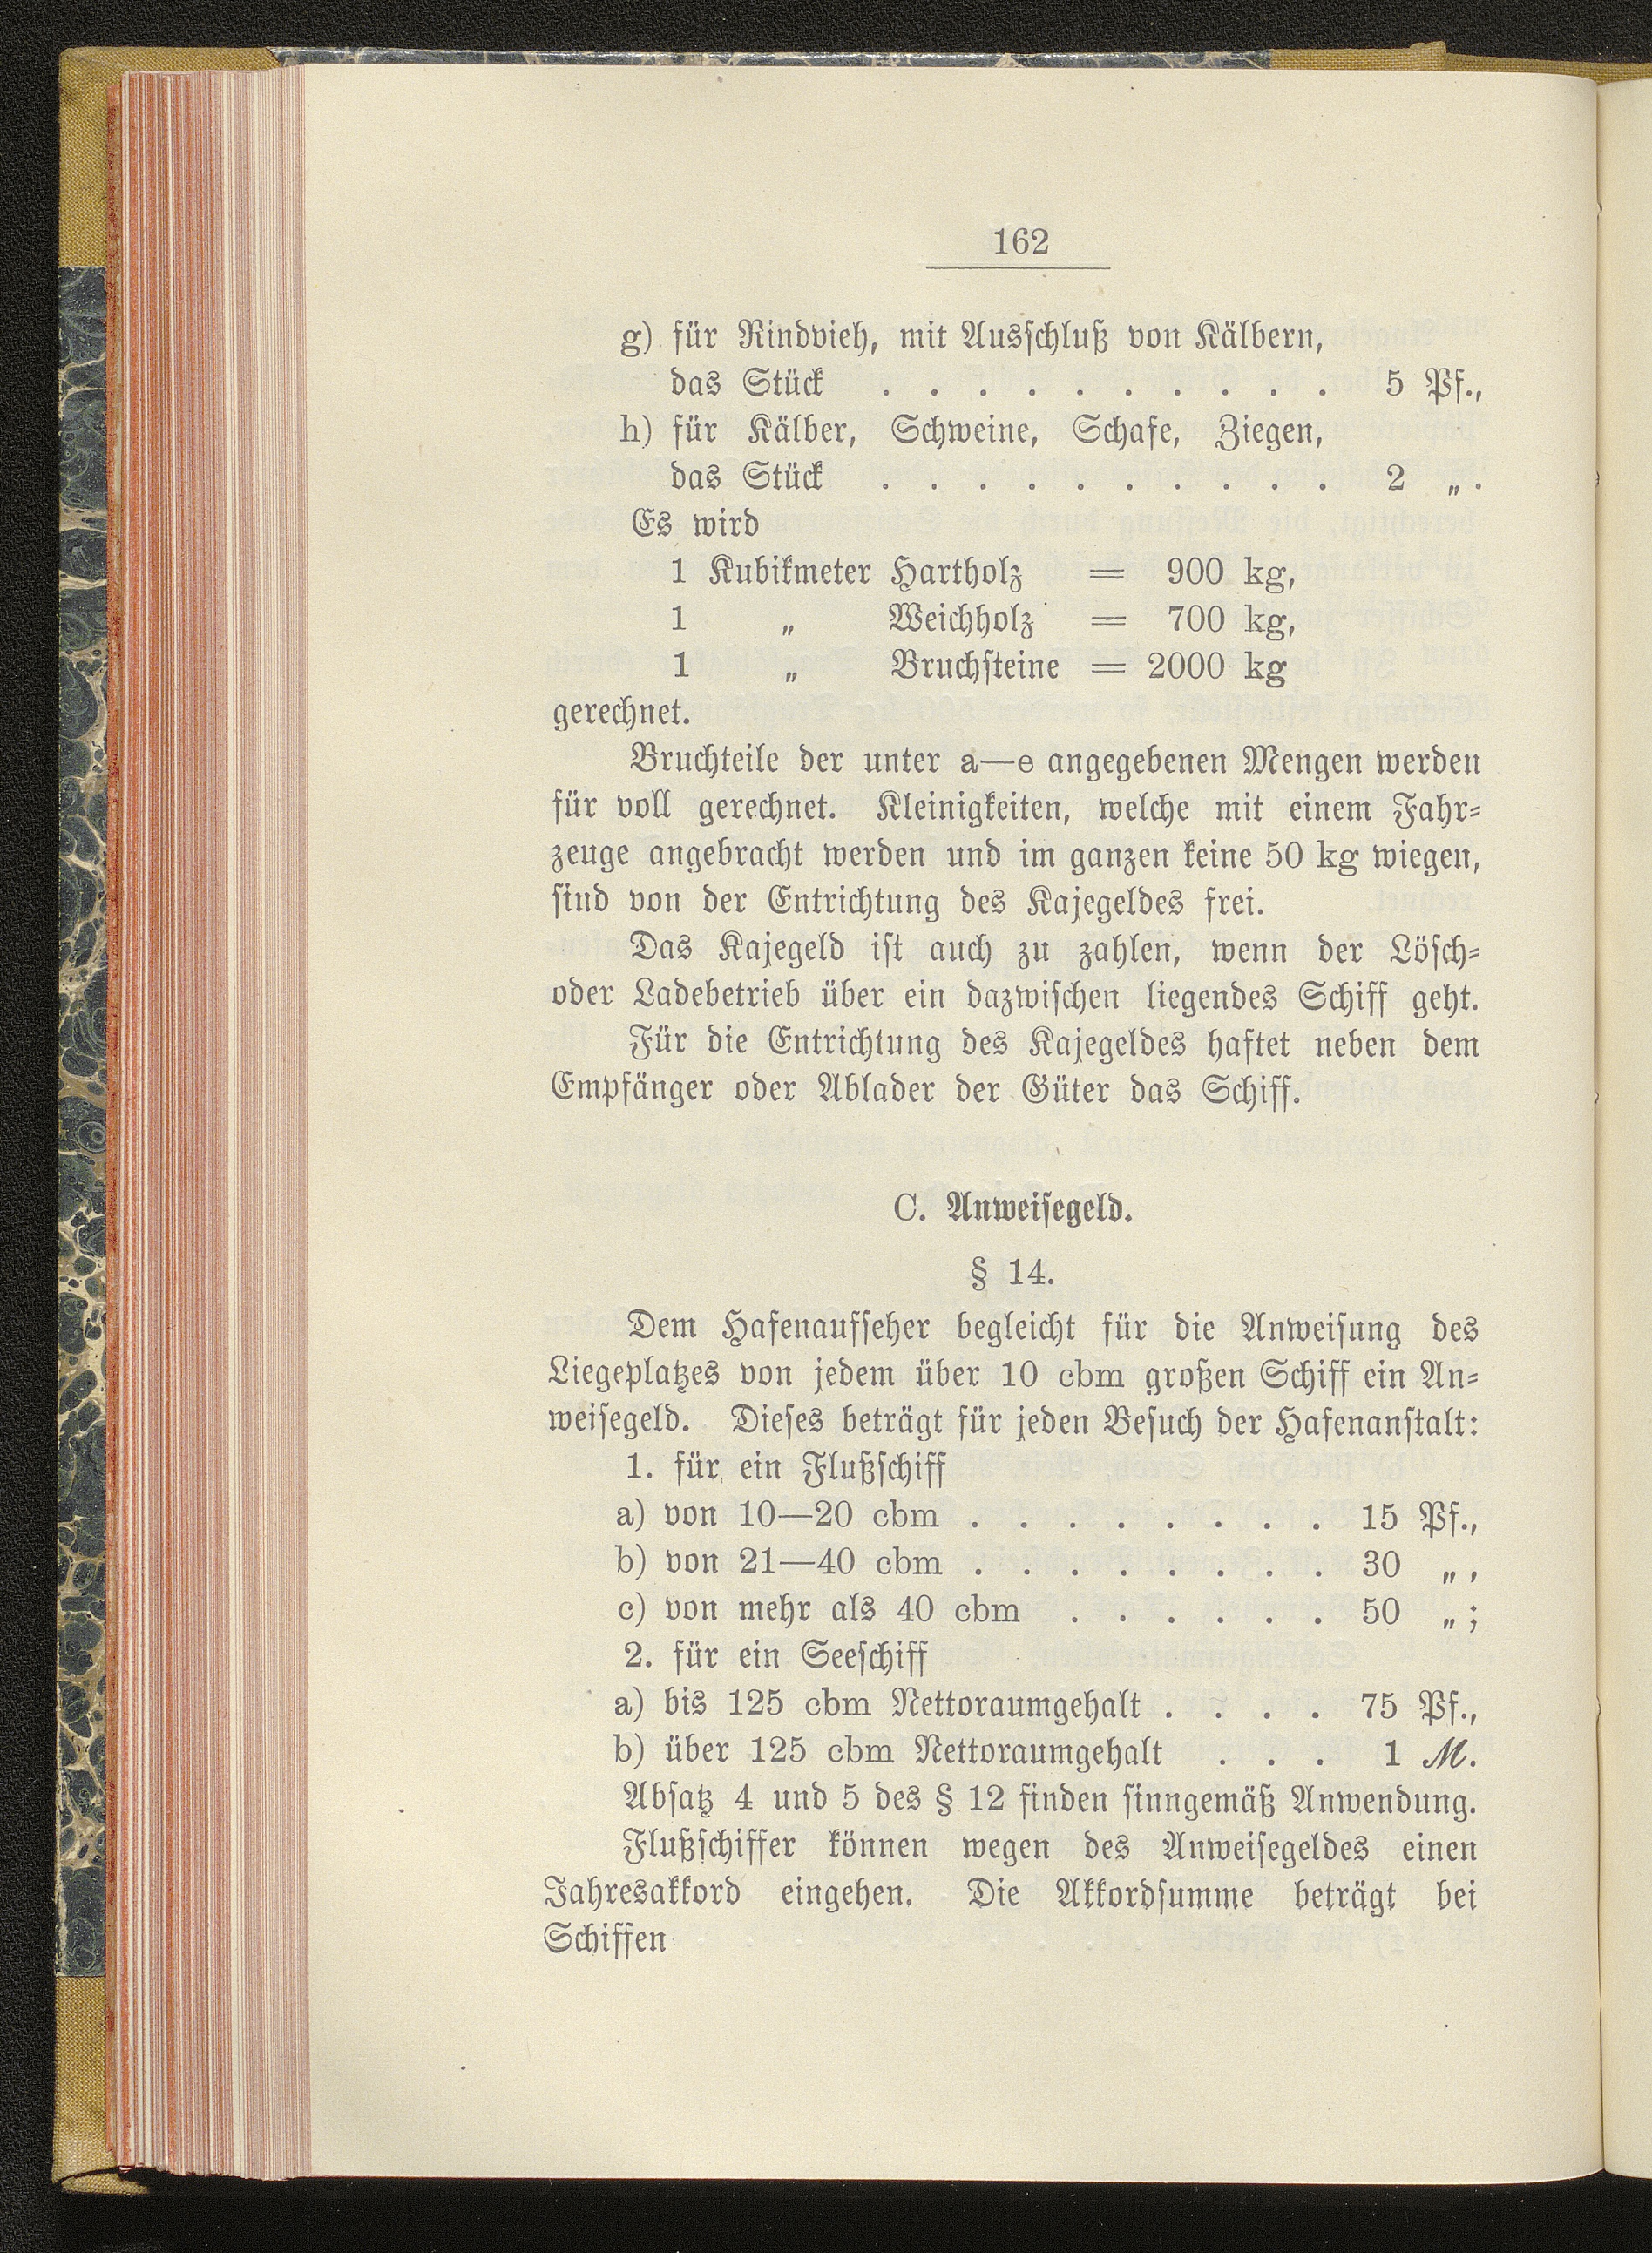 162
g) für Rindvieh, mit Ausschluß von Kälbern,
das Stück . . . . . . . . . . 5 Pf.,
h) für Kälber, Schweine, Schafe, Ziegen,
das Stück . . . . . . . . . . 2 „ .
Es wird
1 Kubikmeter Hartholz = 900 kg,
1 „ Weichholz = 700 kg,
1 „ Bruchsteine = 2000 kg
gerechnet.
Bruchteile der unter a—e angegebenen Mengen werden
für voll gerechnet. Kleinigkeiten, welche mit einem Fahr-
zeuge angebracht werden und im ganzen keine 50 kg wiegen,
sind von der Entrichtung des Kajegeldes frei.
Das Kajegeld ist auch zu zahlen, wenn der Lösch-
oder Ladebetrieb über ein dazwischen liegendes Schiff geht.
Für die Entrichtung des Kajegeldes haftet neben dem
Empfänger oder Ablader der Güter das Schiff.
C. Anweisegeld.
§ 14.
Dem Hafenaufseher begleicht für die Anweisung des
Liegeplatzes von jedem über 10 cbm großen Schiff ein An-
weisegeld. Dieses beträgt für jeden Besuch der Hafenanstalt:
1. für ein Flußschiff
a) von 10—20 cbm . . . . . . . . 15 Pf.,
b) von 21—40 cbm . . . . . . . . 30 „ ,
c) von mehr als 40 cbm . . . . . . 50 „ ;
2. für ein Seeschiff
a) bis 125 cbm Nettoraumgehalt . . . . 75 Pf.,
b) über 125 cbm Nettoraumgehalt . . . 1 M.
Absatz 4 und 5 des § 12 finden sinngemäß Anwendung.
Flußschiffer können wegen des Anweisegeldes einen
Jahresakkord eingehen. Die Akkordsumme beträgt bei
Schiffen